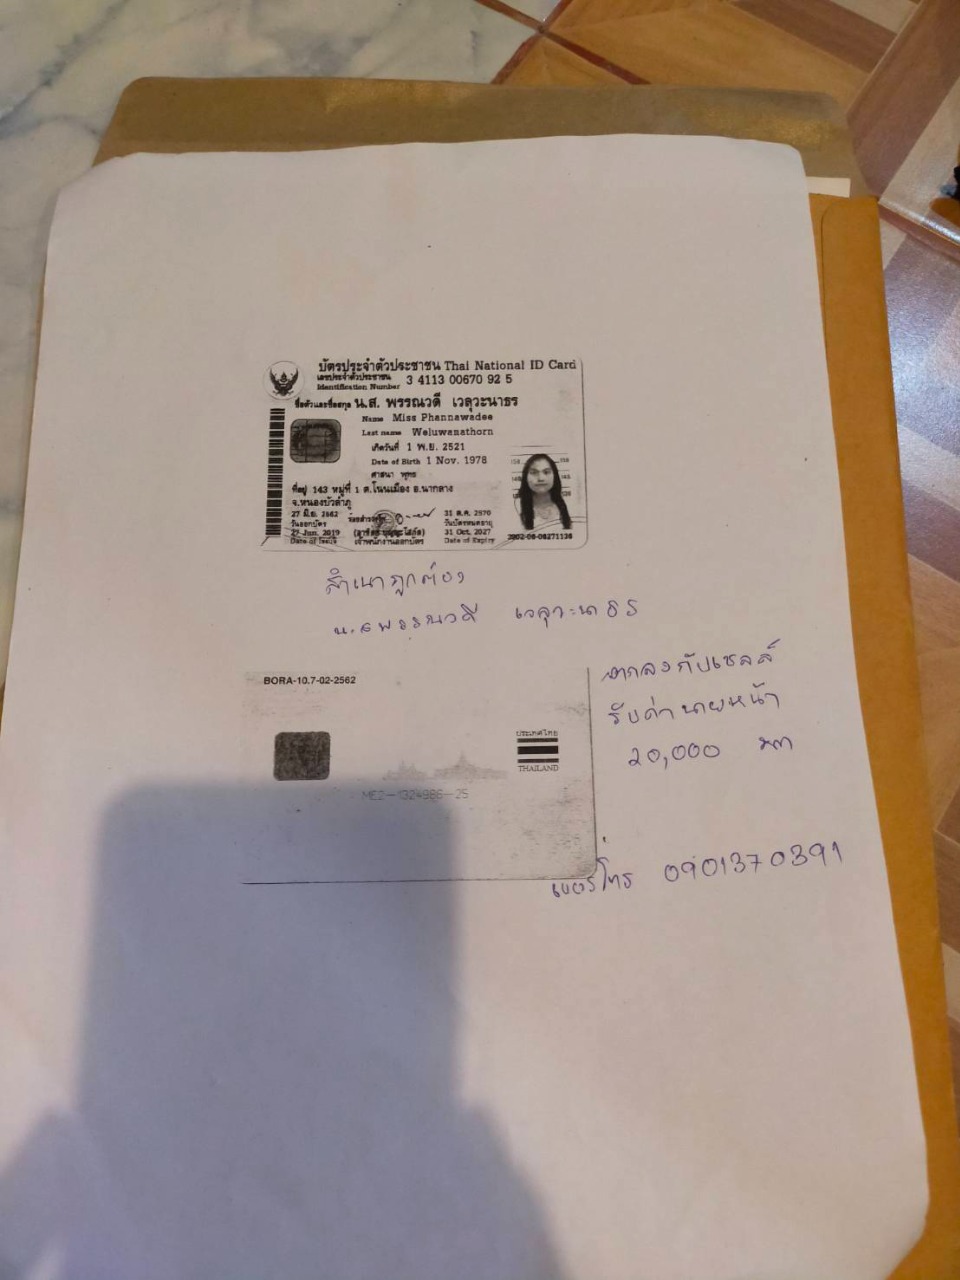 บัตรประจำตัวประชาชน Thai National ID Card
เลขประจำตัวประชาชน
Identification Number
3 4113 00670 92 5
ชื่อตัวและชื่อสกุล น.ส. พรรณวดี เวลุวะนาธร
Name Miss Phannawadee
Last name Weluwanathorn
เกิดวันที่ 1 พ.ย. 2521
Date of Birth 1 Nov. 1978
ศาสนา พุทธ
ที่อยู่ 143 หมู่ที่ 1 ต.โนนเมือง อ.นากลาง
จ.หนองบัวลำภู
27 มิ.ย. 2562
วันออกบัตร
27 Jun. 2019
Date of Issue
เจ้าพนักงานออกบัตร
31 ต.ค. 2570
วันบัตรหมดอายุ
31 Oct. 2027
Date of Expiry
สำเนาถูกต้อง
น.ส พรรณวดี เวลุวะนาธร
BORA-10.7-02-2562
ประเทศไทย
THAILAND
ตกลงกับเซลล์
รับค่านายหน้า
20,000
เบอร์โทร 0901370391